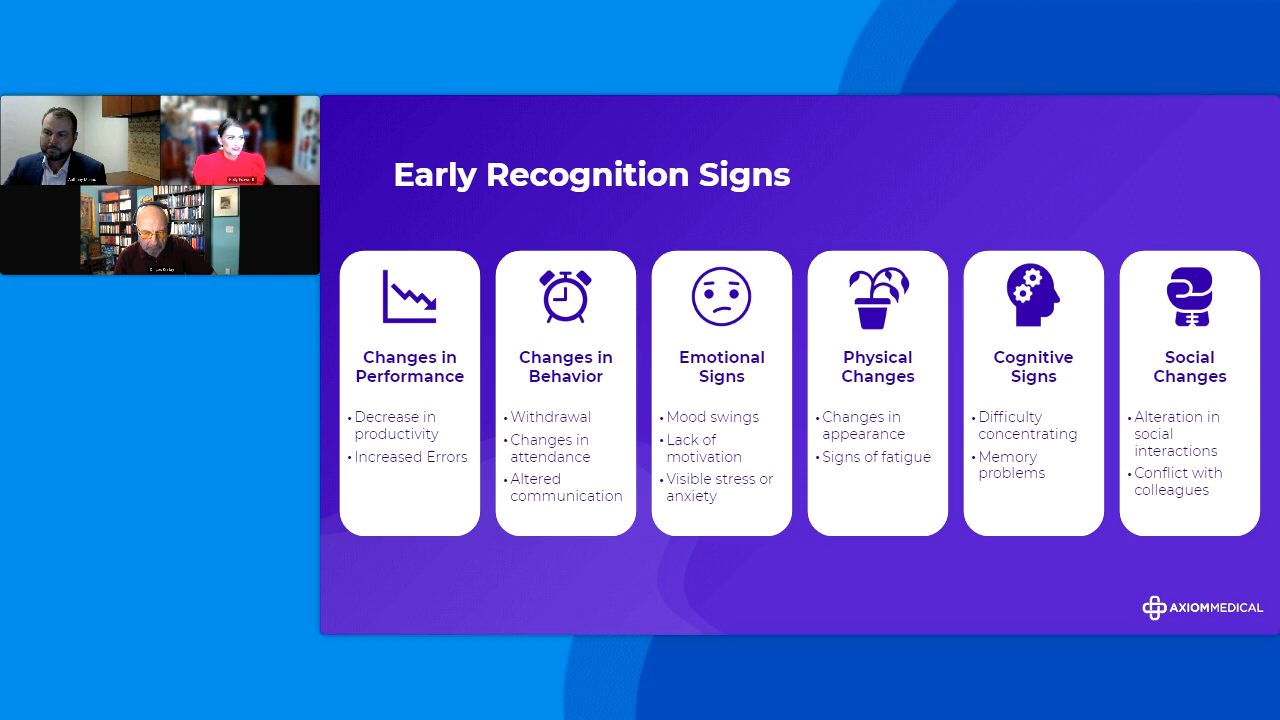 Early Recognition Signs
Changes in
Performance
• Decrease in
productivity
• Increased Errors
Changes in
Behavior
• Withdrawal
• Changes in
attendance
• Altered
communication
Emotional
Signs
• Mood swings
• Lack of
motivation
• Visible stress or
anxiety
Physical
Changes
• Changes in
appearance
• Signs of fatigue
Cognitive
Signs
• Difficulty
concentrating
• Memory
problems
Social
Changes
• Alteration in
social
interactions
• Conflict with
colleagues
AXIOMMEDICAL